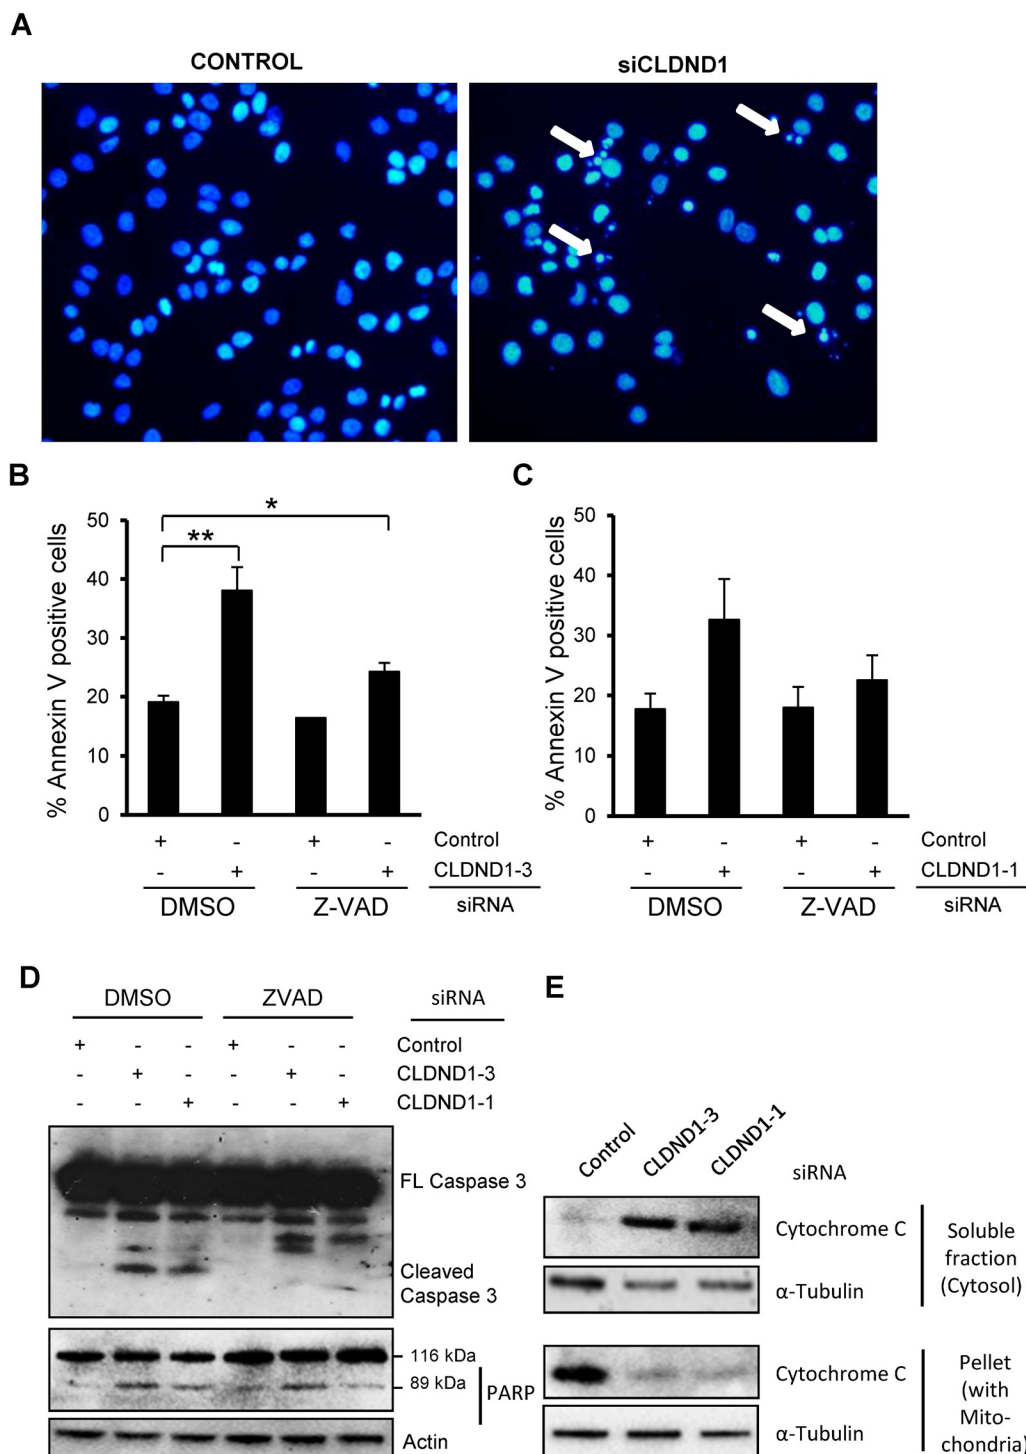 A
CONTROL
siCLDND1
B
% Annexin V positive cells
50
40
30
20
10
0
*
**
+ - + - Control
- + - + CLDND1-3
DMSO Z-VAD siRNA
C
% Annexin V positive cells
50
40
30
20
10
0
+ - + - Control
- + - + CLDND1-1
DMSO Z-VAD siRNA
D
DMSO ZVAD siRNA
+ - - + - - Control
- + - - + - CLDND1-3
- - + - - + CLDND1-1
FL Caspase 3
Cleaved
Caspase 3
116 kDa
89 kDa
PARP
Actin
E
Control CLDND1-3 CLDND1-1
siRNA
Cytochrome C
α-Tubulin
Soluble
fraction
(Cytosol)
Cytochrome C
α-Tubulin
Pellet
(with
Mito-
chondria)